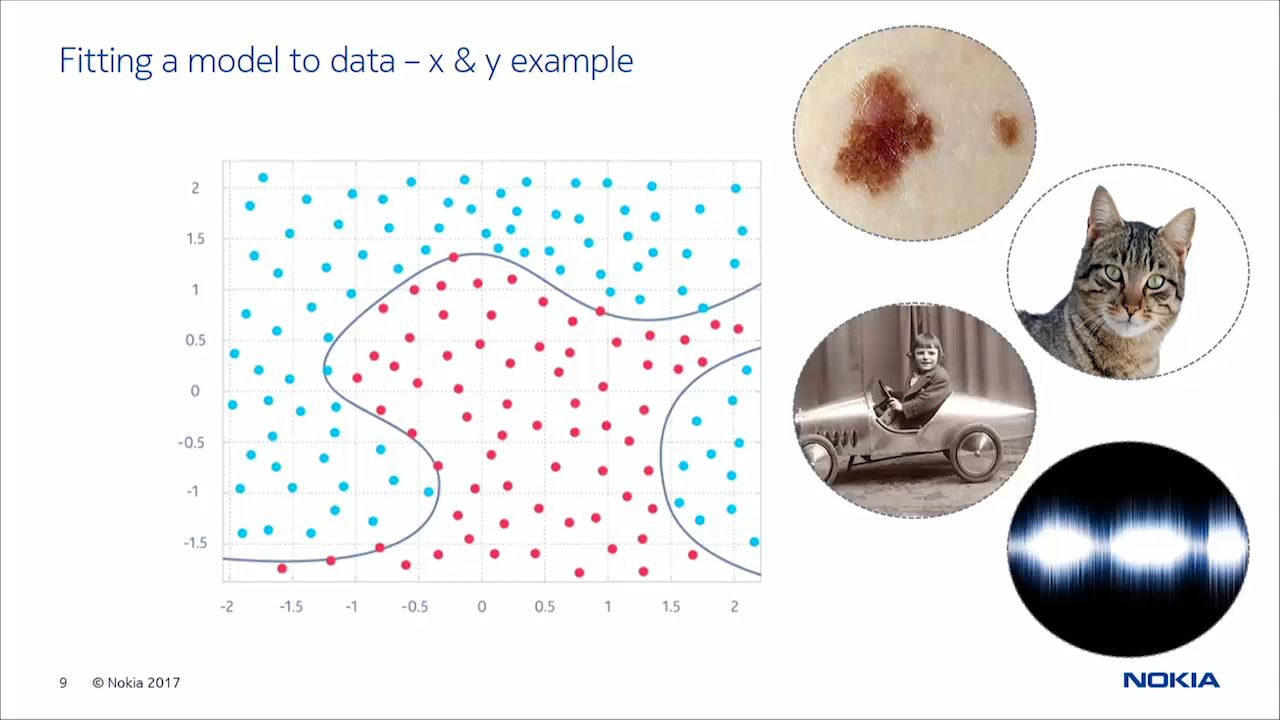 Fitting a model to data – x & y example
2
1.5
1
0.5
0
-0.5
-1
-1.5
-2 -1.5 -1 -0.5 0 0.5 1 1.5 2
9 © Nokia 2017
NOKIA